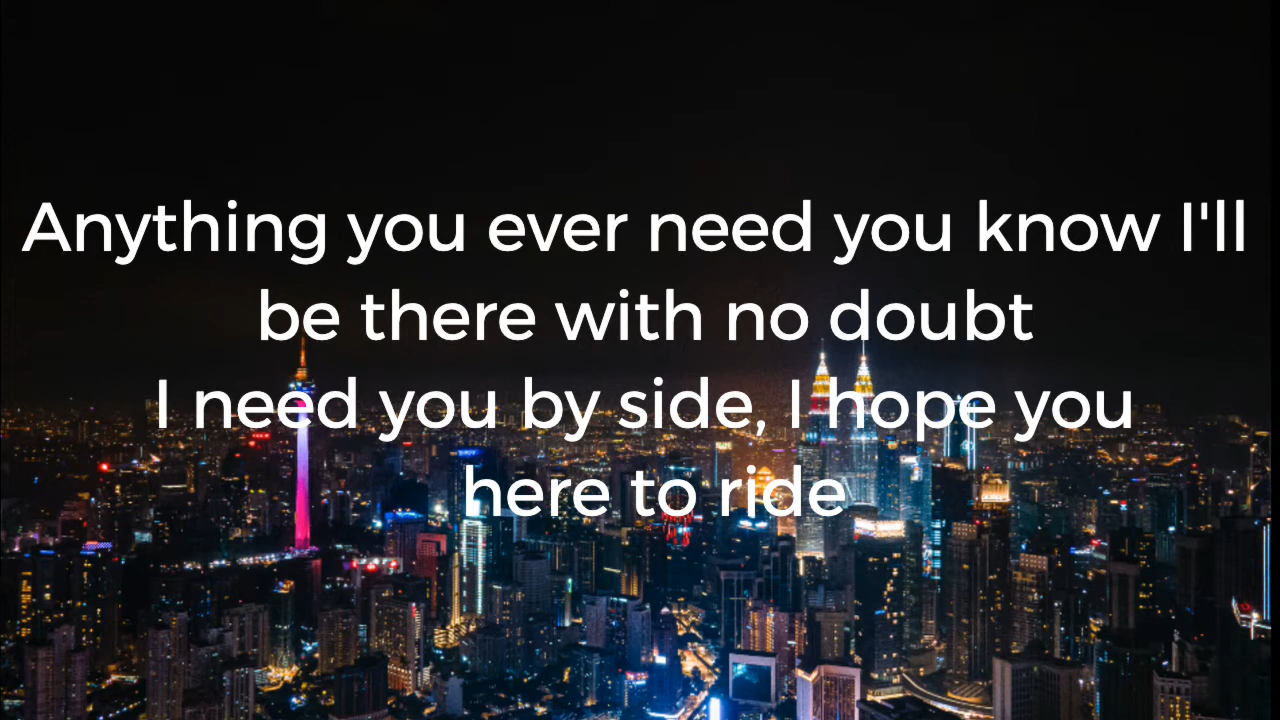 Anything you ever need you know I'll
be there with no doubt
I need you by side, I hope you
here to ride